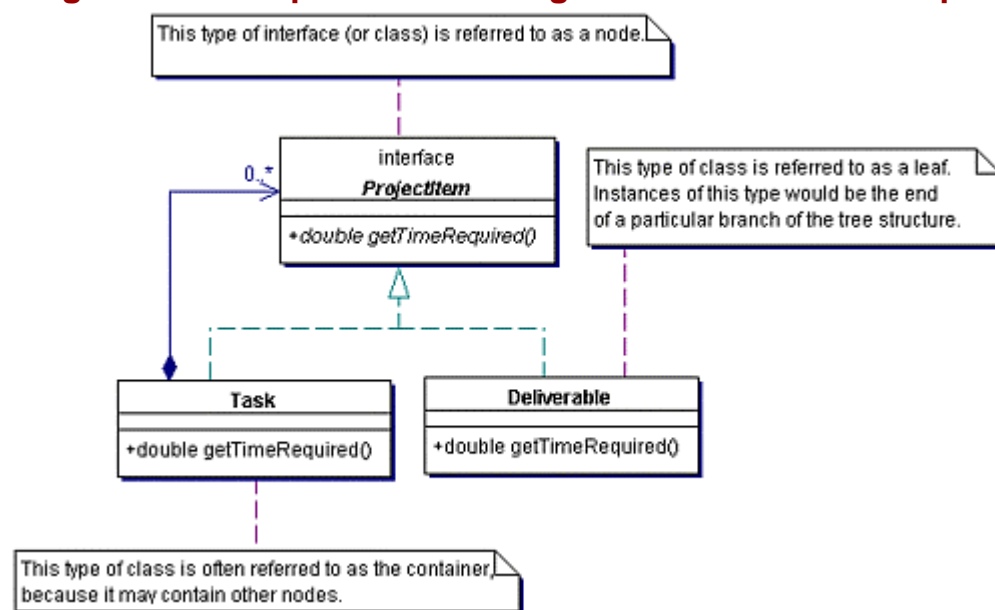 This type of interface (or class) is referred to as a node.
interface
ProjectItem
0..*
+double getTimeRequired()
This type of class is referred to as a leaf.
Instances of this type would be the end
of a particular branch of the tree structure.
Task
+double getTimeRequired()
Deliverable
+double getTimeRequired()
This type of class is often referred to as the container,
because it may contain other nodes.